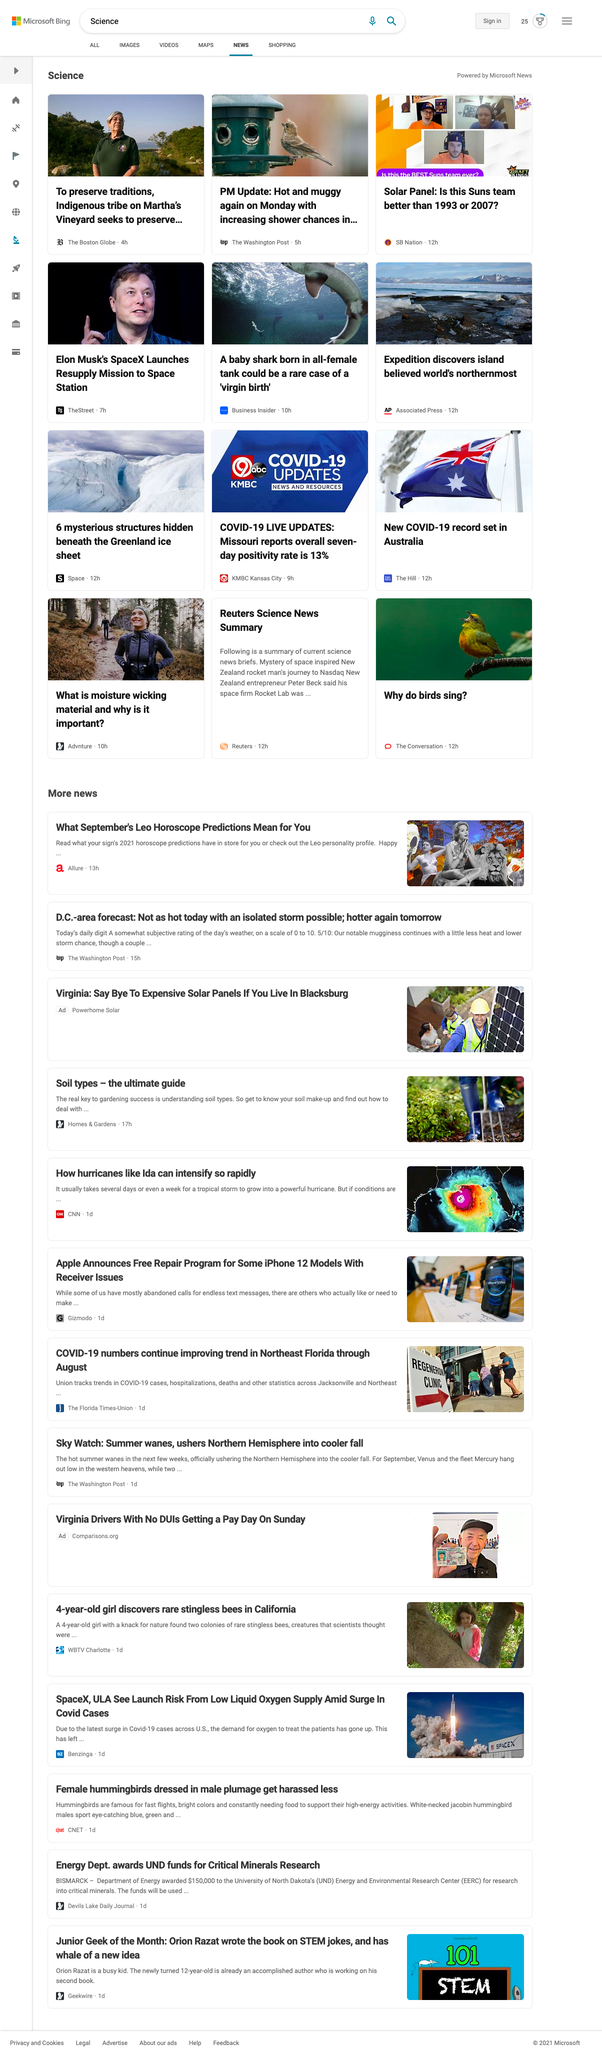 Microsoft Bing
Science
Sign in
25
ALL
IMAGES
VIDEOS
MAPS
NEWS
SHOPPING
Science
Powered by Microsoft News
Is this the BEST Suns team ever?
To preserve traditions,
Indigenous tribe on Martha's
Vineyard seeks to preserve...
The Boston Globe · 4h
PM Update: Hot and muggy
again on Monday with
increasing shower chances in...
The Washington Post · 5h
Solar Panel: Is this Suns team
better than 1993 or 2007?
SB Nation · 12h
Elon Musk's SpaceX Launches
Resupply Mission to Space
Station
TheStreet · 7h
A baby shark born in all-female
tank could be a rare case of a
'virgin birth'
Business Insider · 10h
Expedition discovers island
believed world's northernmost
AP
Associated Press · 12h
9 abc
KMBC
COVID-19
UPDATES
NEWS AND RESOURCES
6 mysterious structures hidden
beneath the Greenland ice
sheet
Space · 12h
COVID-19 LIVE UPDATES:
Missouri reports overall seven-
day positivity rate is 13%
KMBC Kansas City · 9h
New COVID-19 record set in
Australia
The Hill · 12h
What is moisture wicking
material and why is it
important?
Advnture · 10h
Reuters Science News
Summary
Following is a summary of current science
news briefs. Mystery of space inspired New
Zealand rocket man's journey to Nasdaq New
Zealand entrepreneur Peter Beck said his
space firm Rocket Lab was ...
Reuters · 12h
Why do birds sing?
The Conversation · 12h
More news
What September's Leo Horoscope Predictions Mean for You
Read what your sign's 2021 horoscope predictions have in store for you or check out the Leo personality profile. Happy
...
Allure · 13h
D.C.-area forecast: Not as hot today with an isolated storm possible; hotter again tomorrow
Today's daily digit A somewhat subjective rating of the day's weather, on a scale of 0 to 10. 5/10: Our notable mugginess continues with a little less heat and lower
storm chance, though a couple ...
The Washington Post · 15h
Virginia: Say Bye To Expensive Solar Panels If You Live In Blacksburg
Ad Powerhome Solar
Soil types – the ultimate guide
The real key to gardening success is understanding soil types. So get to know your soil make-up and find out how to
deal with ...
Homes & Gardens · 17h
How hurricanes like Ida can intensify so rapidly
It usually takes several days or even a week for a tropical storm to grow into a powerful hurricane. But if conditions are
...
CNN · 1d
Apple Announces Free Repair Program for Some iPhone 12 Models With
Receiver Issues
While some of us have mostly abandoned calls for endless text messages, there are others who actually like or need to
make ...
Gizmodo · 1d
COVID-19 numbers continue improving trend in Northeast Florida through
August
Union tracks trends in COVID-19 cases, hospitalizations, deaths and other statistics across Jacksonville and Northeast
...
The Florida Times-Union · 1d
REGENERON
CLINIC
Sky Watch: Summer wanes, ushers Northern Hemisphere into cooler fall
The hot summer wanes in the next few weeks, officially ushering the Northern Hemisphere into the cooler fall. For September, Venus and the fleet Mercury hang
out low in the western heavens, while two ...
The Washington Post · 1d
Virginia Drivers With No DUIs Getting a Pay Day On Sunday
Ad Comparisons.org
4-year-old girl discovers rare stingless bees in California
A 4-year-old girl with a knack for nature found two colonies of rare stingless bees, creatures that scientists thought
were ...
WBTV Charlotte · 1d
SpaceX, ULA See Launch Risk From Low Liquid Oxygen Supply Amid Surge In
Covid Cases
Due to the latest surge in Covid-19 cases across U.S., the demand for oxygen to treat the patients has gone up. This
has left ...
Benzinga · 1d
SPACEX
Female hummingbirds dressed in male plumage get harassed less
Hummingbirds are famous for fast flights, bright colors and constantly needing food to support their high-energy activities. White-necked jacobin hummingbird
males sport eye-catching blue, green and ...
CNET · 1d
Energy Dept. awards UND funds for Critical Minerals Research
BISMARCK – Department of Energy awarded $150,000 to the University of North Dakota's (UND) Energy and Environmental Research Center (EERC) for research
into critical minerals. The funds will be used ...
Devils Lake Daily Journal · 1d
Junior Geek of the Month: Orion Razat wrote the book on STEM jokes, and has
whale of a new idea
Orion Razat is a busy kid. The newly turned 12-year-old is already an accomplished author who is working on his
second book.
Geekwire · 1d
101
STEM
Privacy and Cookies
Legal
Advertise
About our ads
Help
Feedback
© 2021 Microsoft